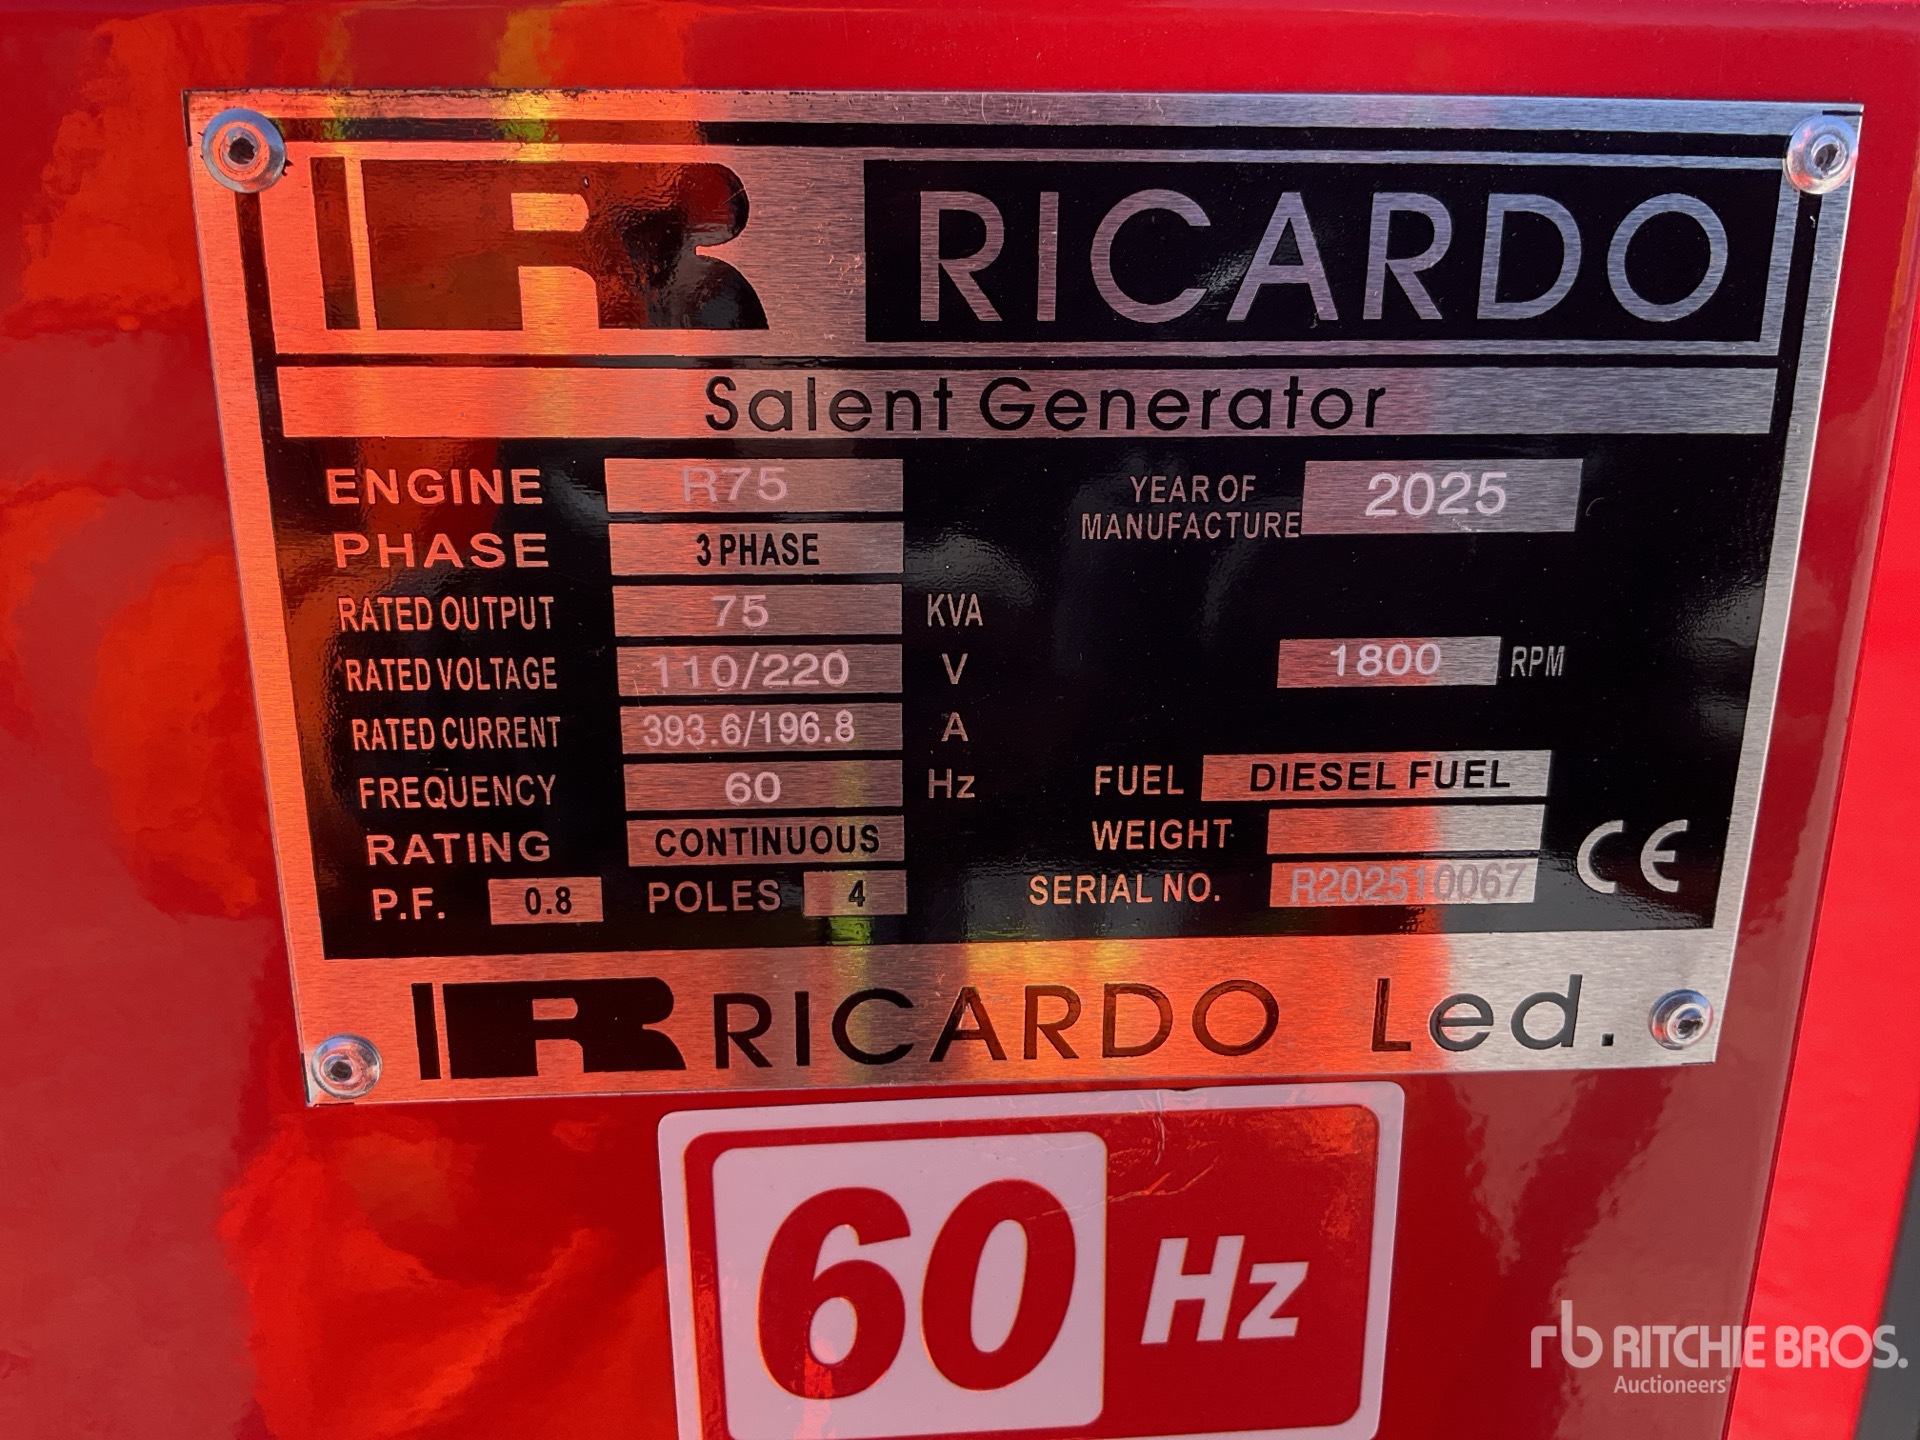 R RICARDO
Salent Generator
ENGINE R75
YEAR OF MANUFACTURE 2025
PHASE 3 PHASE
RATED OUTPUT 75 KVA
RATED VOLTAGE 110/220 V
1800 RPM
RATED CURRENT 393.6/196.8 A
FREQUENCY 60 Hz
FUEL DIESEL FUEL
RATING CONTINUOUS
WEIGHT
P.F. 0.8 POLES 4
SERIAL NO. R202510067
CE
R RICARDO Led.
60 Hz
rb RITCHIE BROS.
Auctioneers